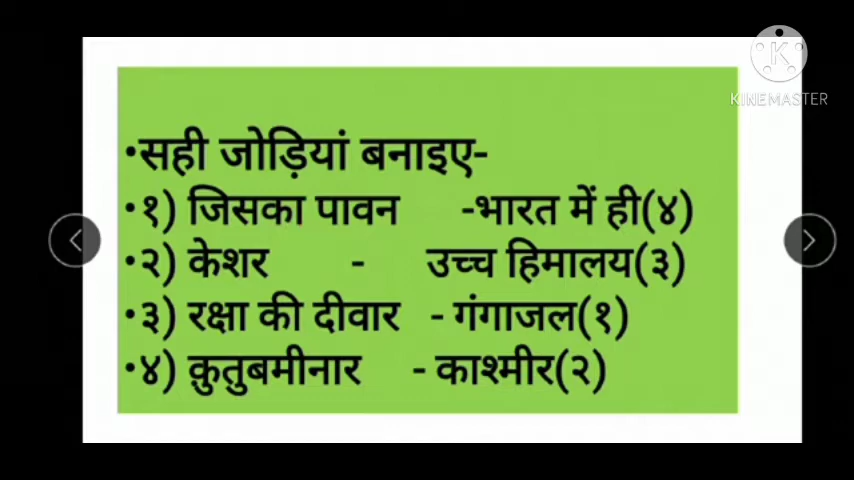 KINEMASTER
•सही जोड़ियां बनाइए-
•१) जिसका पावन -भारत में ही(४)
•२) केशर - उच्च हिमालय(३)
•३) रक्षा की दीवार - गंगाजल(१)
•४) क़ुतुबमीनार - काश्मीर(२)